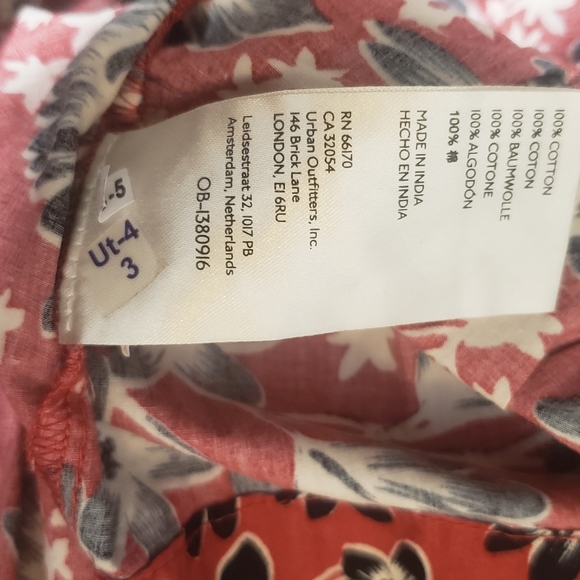 100% COTTON
100% COTON
100% BAUMWOLLE
100% COTONE
100% ALGODÓN
100% 棉
MADE IN INDIA
HECHO EN INDIA
RN 66170
CA 32054
Urban Outfitters, Inc.
146 Brick Lane
LONDON, E1 6RU
Leidsestraat 32, 1017 PB
Amsterdam, Netherlands
OB-1380916
Ut-4
3